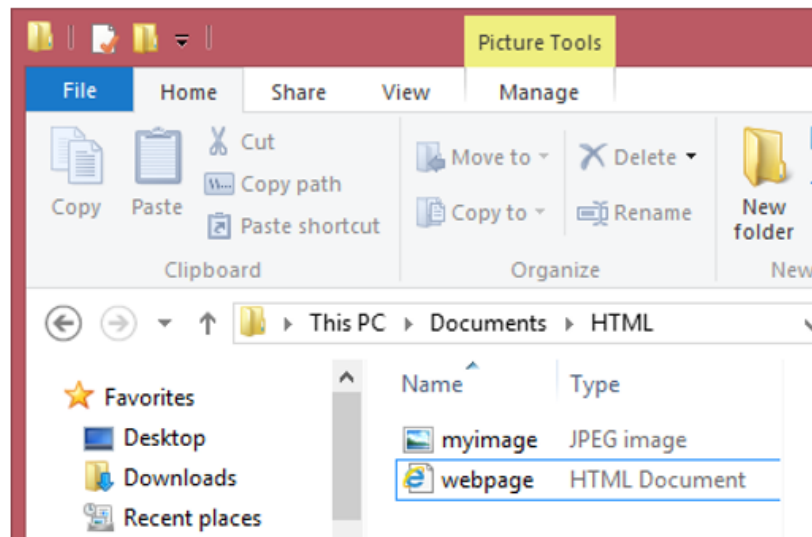 Picture Tools
File Home Share View Manage
Copy
Paste
Cut
Copy path
Paste shortcut
Clipboard
Move to
Copy to
Delete
Rename
Organize
New
folder
New
This PC Documents HTML
Favorites
Desktop
Downloads
Recent places
Name Type
myimage JPEG image
webpage HTML Document